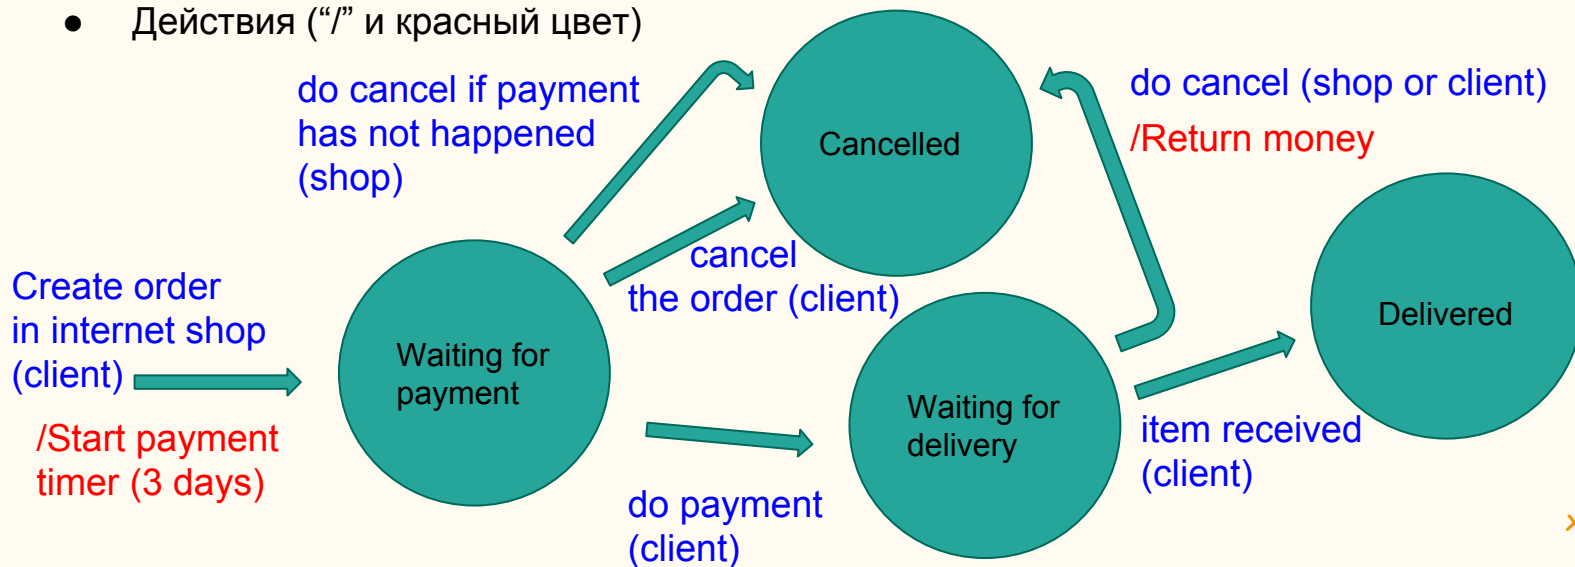 ● Действия (“/” и красный цвет)
do cancel if payment
has not happened
(shop)
Cancelled
do cancel (shop or client)
/Return money
cancel
the order (client)
Create order
in internet shop
(client)
/Start payment
timer (3 days)
Waiting for
payment
do payment
(client)
Waiting for
delivery
item received
(client)
Delivered